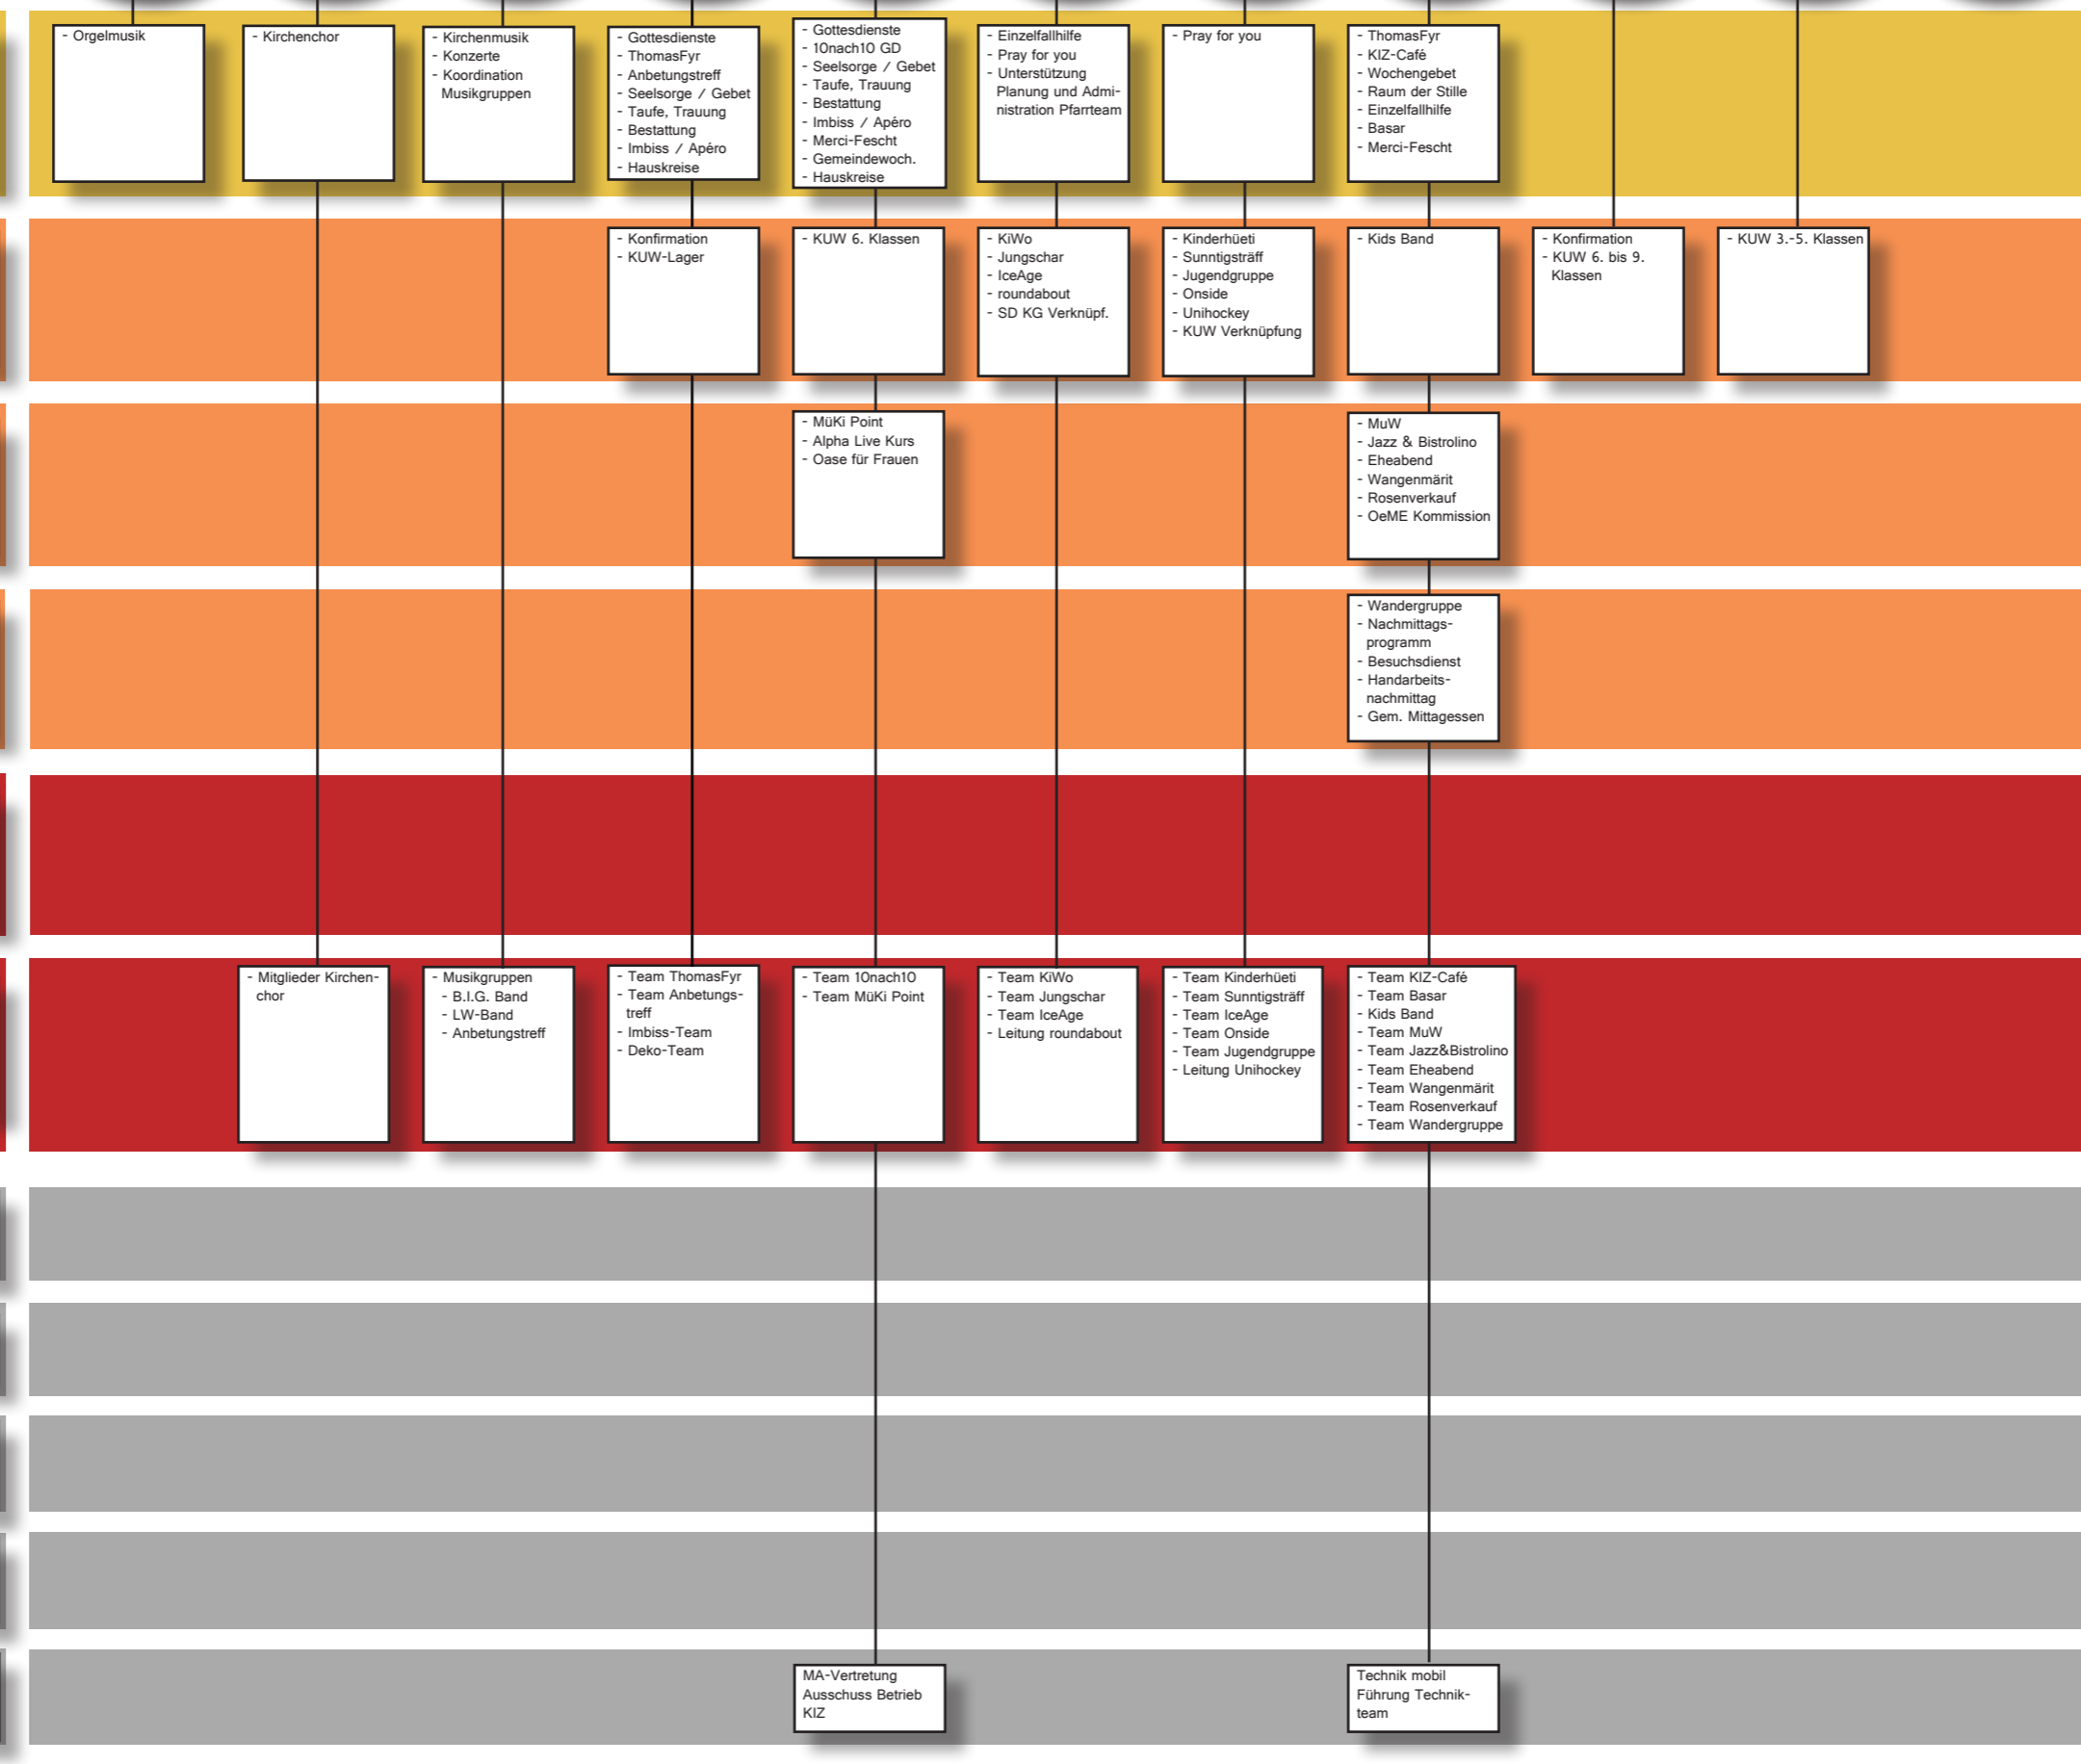 - Orgelmusik
- Kirchenchor
- Kirchenmusik
- Konzerte
- Koordination
Musikgruppen
- Gottesdienste
- ThomasFyr
- Anbetungstreff
- Seelsorge / Gebet
- Taufe, Trauung
- Bestattung
- Imbiss / Apéro
- Hauskreise
- Gottesdienste
- 10nach10 GD
- Seelsorge / Gebet
- Taufe, Trauung
- Bestattung
- Imbiss / Apéro
- Merci-Fescht
- Gemeindewoch.
- Hauskreise
- Einzelfallhilfe
- Pray for you
- Unterstützung
Planung und Admi-
nistration Pfarrteam
- Pray for you
- ThomasFyr
- KIZ-Café
- Wochengebet
- Raum der Stille
- Einzelfallhilfe
- Basar
- Merci-Fescht
- Konfirmation
- KUW-Lager
- KUW 6. Klassen
- KiWo
- Jungschar
- IceAge
- roundabout
- SD KG Verknüpf.
- Kinderhüeti
- Sunntigsträff
- Jugendgruppe
- Onside
- Unihockey
- KUW Verknüpfung
- Kids Band
- Konfirmation
- KUW 6. bis 9.
Klassen
- KUW 3.-5. Klassen
- MüKi Point
- Alpha Live Kurs
- Oase für Frauen
- MuW
- Jazz & Bistrolino
- Eheabend
- Wangenmärit
- Rosenverkauf
- OeME Kommission
- Wandergruppe
- Nachmittags-
programm
- Besuchsdienst
- Handarbeits-
nachmittag
- Gem. Mittagessen
- Mitglieder Kirchen-
chor
- Musikgruppen
- B.I.G. Band
- LW-Band
- Anbetungstreff
- Team ThomasFyr
- Team Anbetungs-
treff
- Imbiss-Team
- Deko-Team
- Team 10nach10
- Team MüKi Point
- Team KiWo
- Team Jungschar
- Team IceAge
- Leitung roundabout
- Team Kinderhüeti
- Team Sunntigsträff
- Team IceAge
- Team Onside
- Team Jugendgruppe
- Leitung Unihockey
- Team KIZ-Café
- Team Basar
- Kids Band
- Team MuW
- Team Jazz&Bistrolino
- Team Eheabend
- Team Wangenmärit
- Team Rosenverkauf
- Team Wandergruppe
MA-Vertretung
Ausschuss Betrieb
KIZ
Technik mobil
Führung Technik-
team